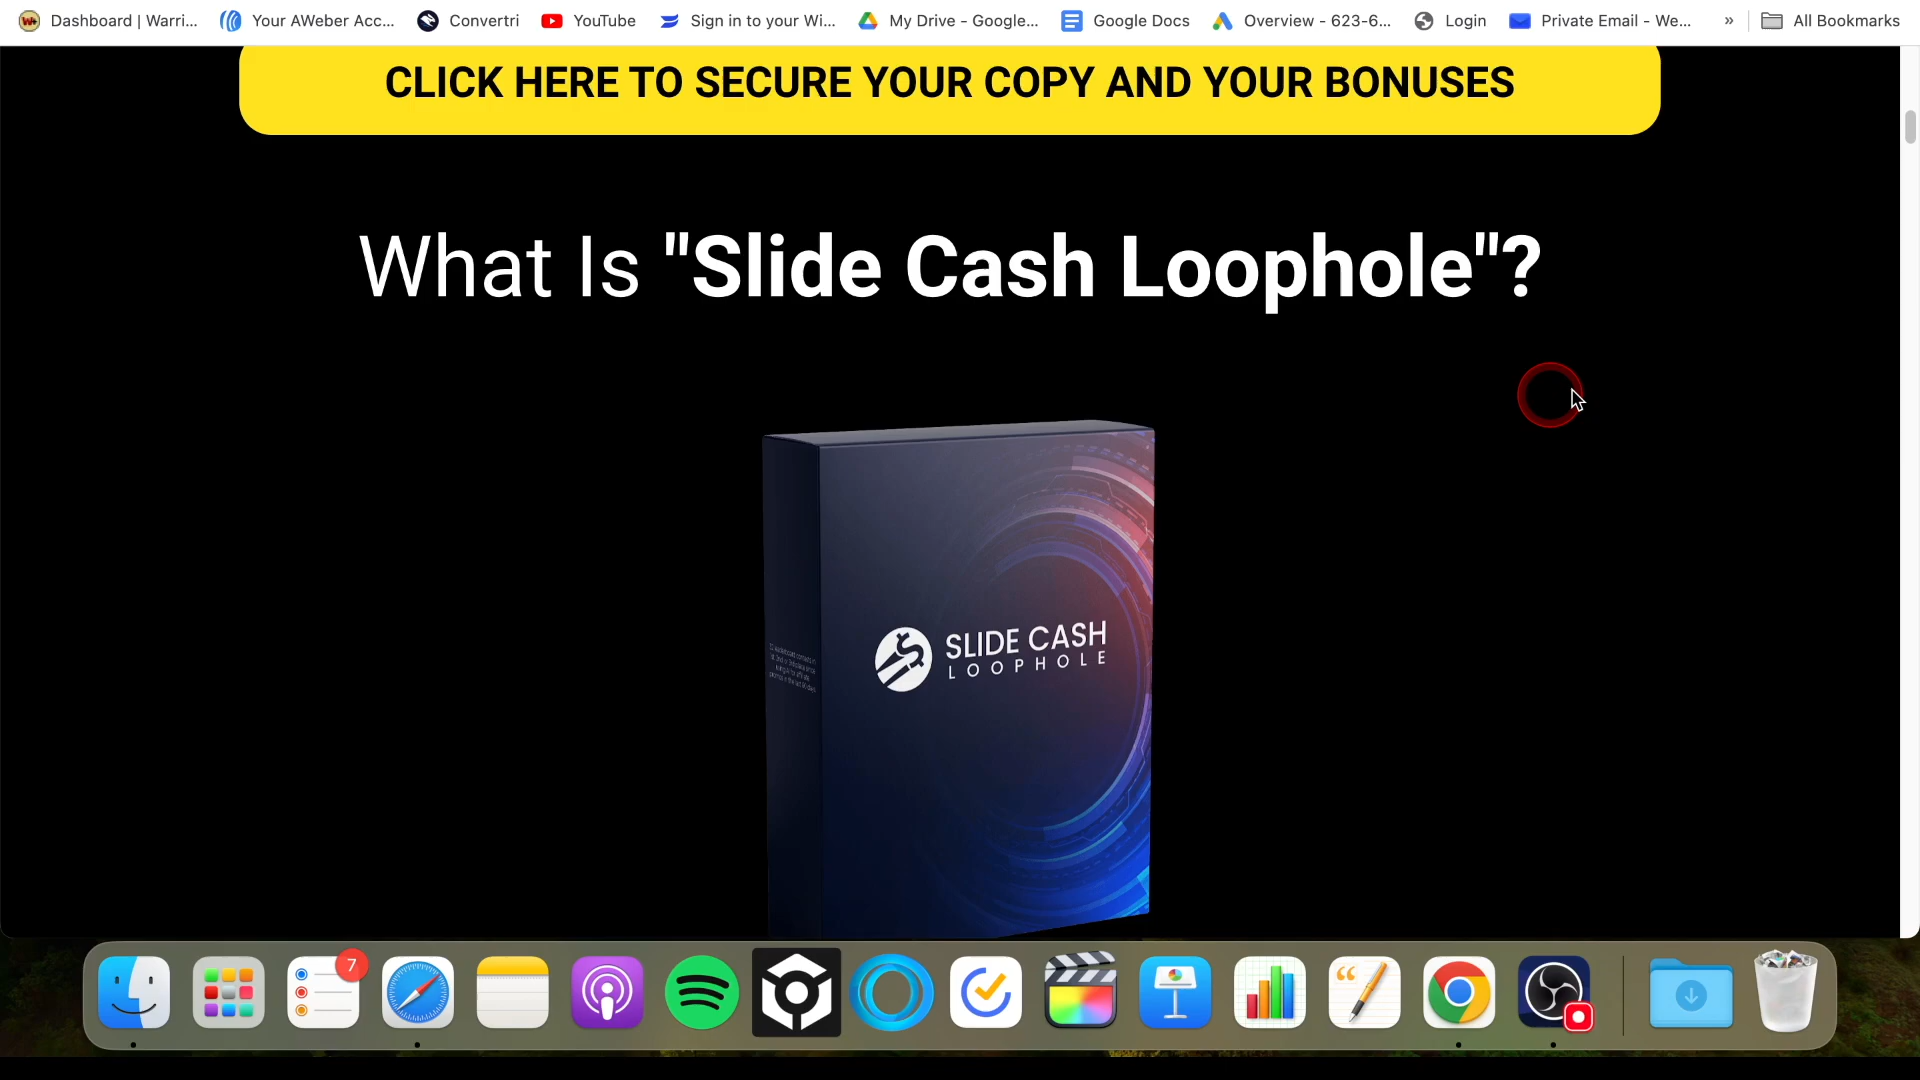 Dashboard | Warri...
Your AWeber Acc...
Convertri
YouTube
Sign in to your Wi...
My Drive - Google...
Google Docs
Overview - 623-6...
Login
Private Email - We...
»
All Bookmarks
CLICK HERE TO SECURE YOUR COPY AND YOUR BONUSES
What Is "Slide Cash Loophole"?
SLIDE CASH
LOOPHOLE
7